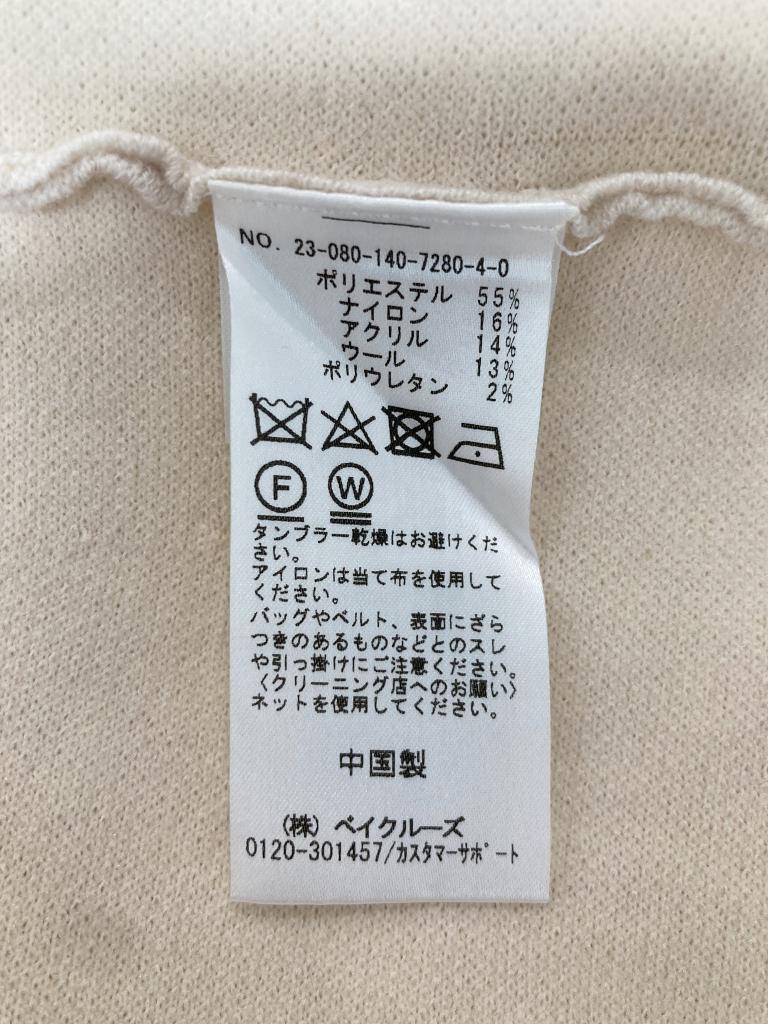 NO. 23-080-140-7280-4-0
ポリエステル 55%
ナイロン 16%
アクリル 14%
ウール 13%
ポリウレタン 2%
F W
タンブラー乾燥はお避けくだ
さい。
アイロンは当て布を使用して
ください。
バッグやベルト、表面にざら
つきのあるものなどとのスレ
や引っ掛けにご注意ください。
〈クリーニング店へのお願い〉
ネットを使用してください。
中国製
(株) ベイクルーズ
0120-301457/カスタマーサポート